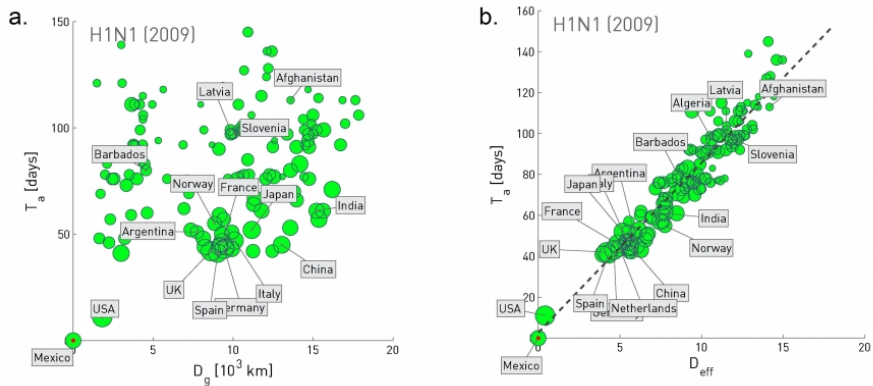 a.
H1N1 (2009)
150
100
50
0
5
10
15
20
T_a [days]
D_g [10^3 km]
Latvia
Afghanistan
Slovenia
Barbados
Norway
France
Japan
India
Argentina
China
UK
Italy
Spain
ermany
USA
Mexico
b.
H1N1 (2009)
160
140
120
100
80
60
40
20
0
5
10
15
20
T_a [days]
D_eff
Latvia
Algeria
Afghanistan
Barbados
Slovenia
Argentina
Japan
aly
France
India
UK
Norway
China
Spain
Netherlands
USA
Mexico